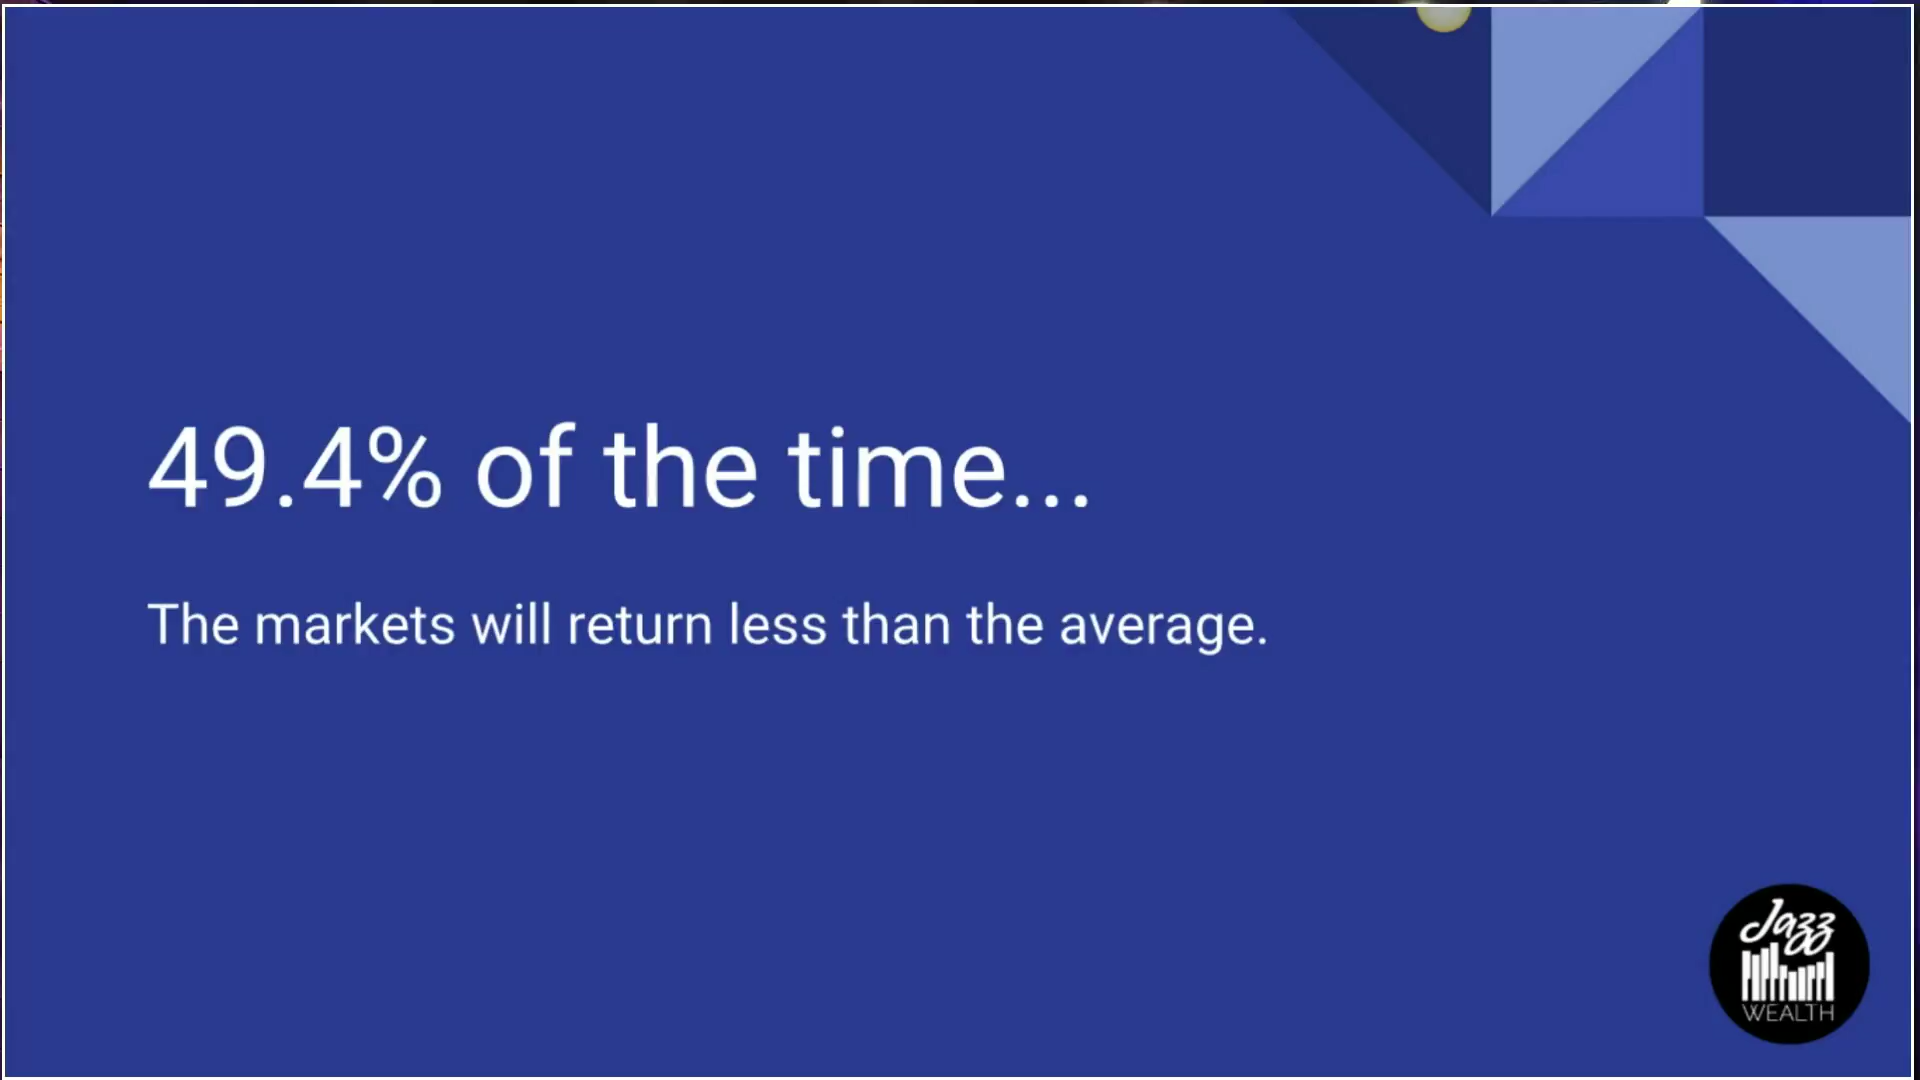 49.4% of the time...
The markets will return less than the average.
Jazz
WEALTH